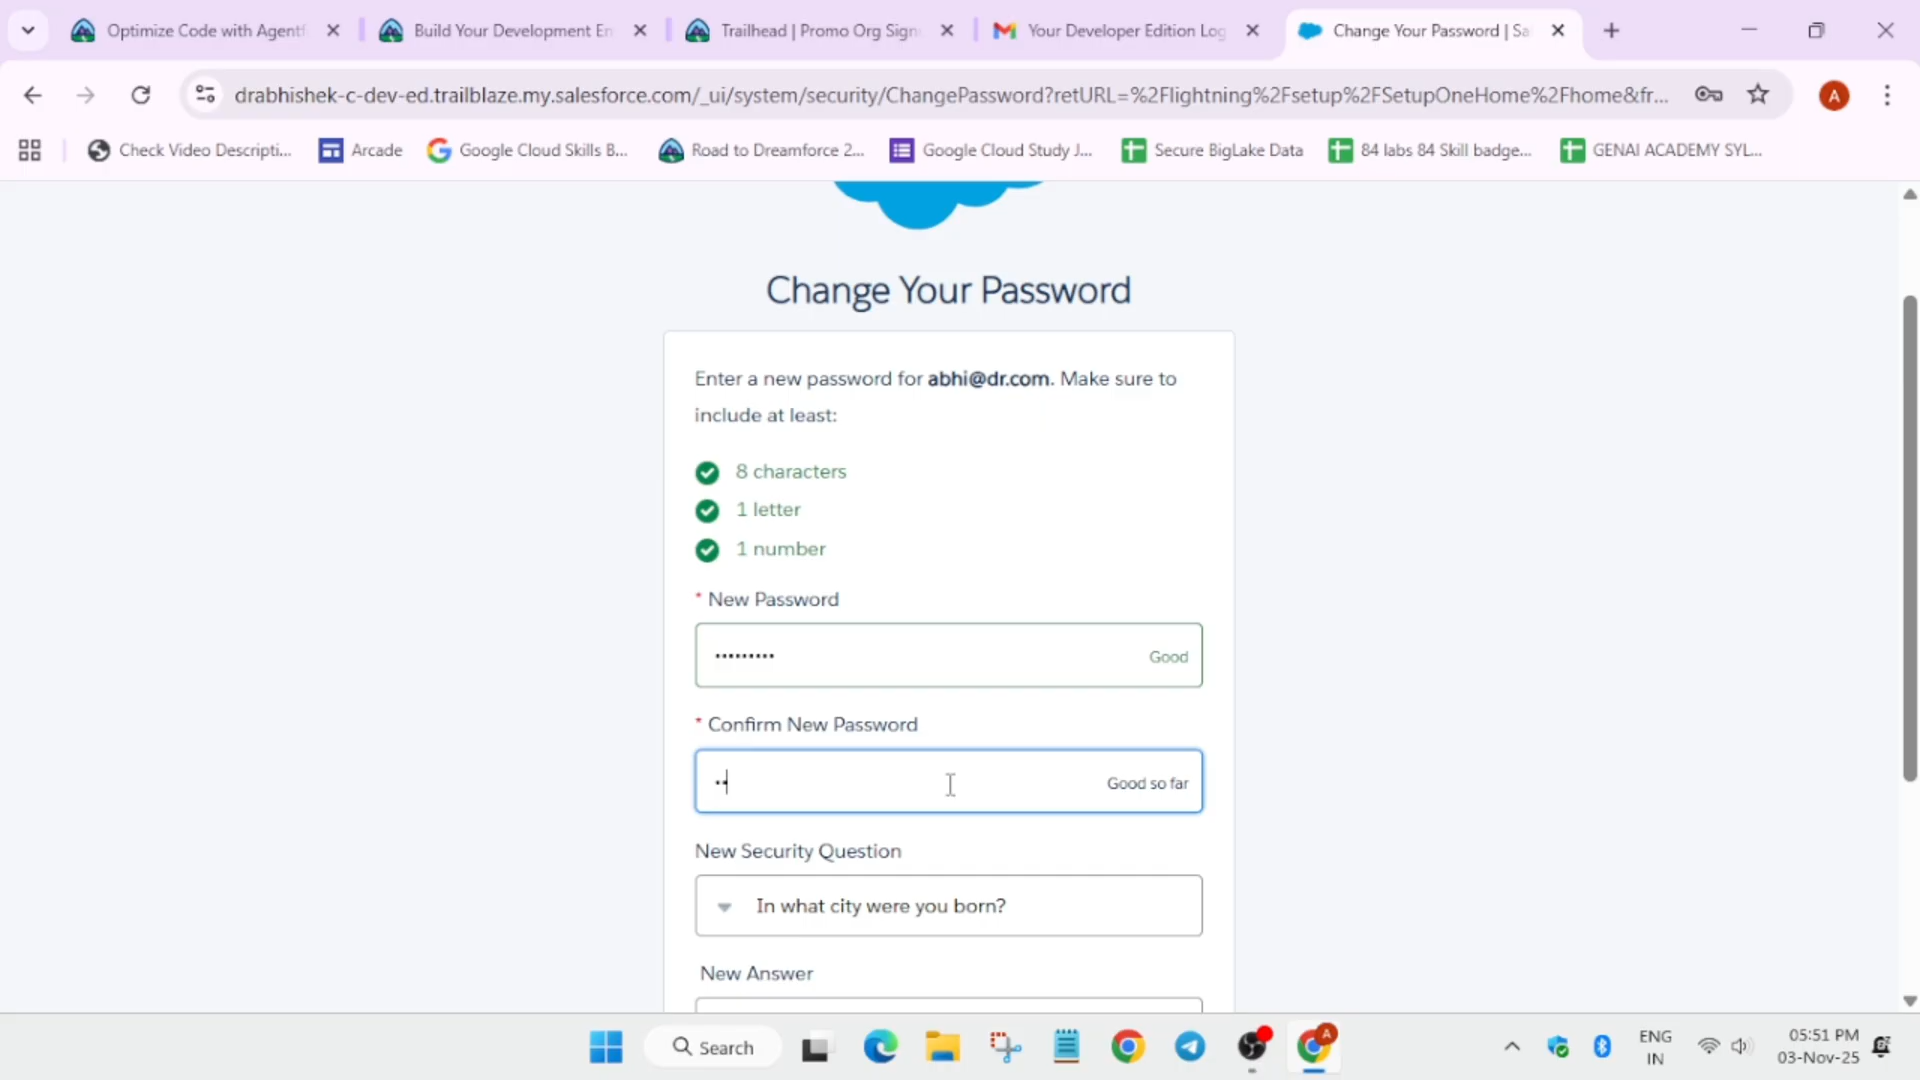 Optimize Code with Agentf
Build Your Development En
Trailhead | Promo Org Sign
Your Developer Edition Log
Change Your Password | Sa
drabhishek-c-dev-ed.trailblaze.my.salesforce.com/_ui/system/security/ChangePassword?retURL=%2Flightning%2Fsetup%2FSetupOneHome%2Fhome&fr...
A
Check Video Descripti...
Arcade
Google Cloud Skills B...
Road to Dreamforce 2...
Google Cloud Study J...
Secure BigLake Data
84 labs 84 Skill badge...
GENAI ACADEMY SYL...
Change Your Password
Enter a new password for abhi@dr.com. Make sure to
include at least:
8 characters
1 letter
1 number
* New Password
••••••••• Good
* Confirm New Password
•• Good so far
New Security Question
In what city were you born?
New Answer
Search
A
ENG
IN
05:51 PM
03-Nov-25